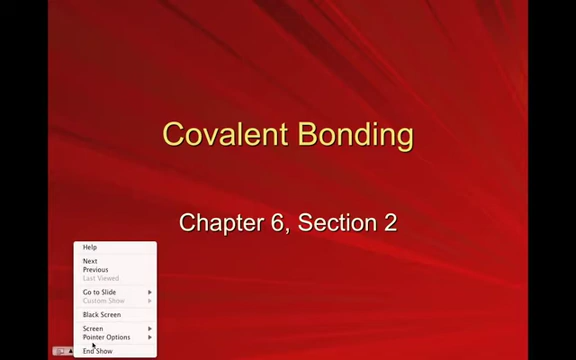 Covalent Bonding
Chapter 6, Section 2
Help
Next
Previous
Last Viewed
Go to Slide
Custom Show
Black Screen
Screen
Pointer Options
End Show